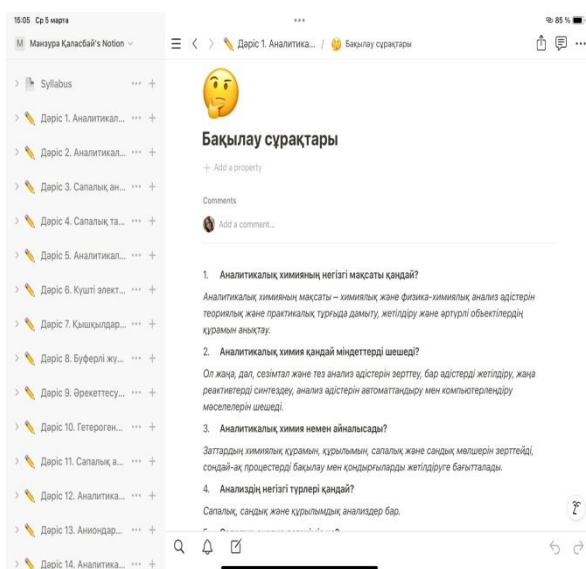 15:05 Ср 5 марта
85 %
М Манзура Қаласбай's Notion
Дәріс 1. Аналитика... / Бақылау сұрақтары
Syllabus
Дәріс 1. Аналитикал...
Дәріс 2. Аналитикал...
Дәріс 3. Сапалық ан...
Дәріс 4. Сапалық та...
Дәріс 5. Аналитикал...
Дәріс 6. Күшті элект...
Дәріс 7. Қышқылдар...
Дәріс 8. Буферлі жү...
Дәріс 9. Әрекеттесу...
Дәріс 10. Гетероген...
Дәріс 11. Сапалық а...
Дәріс 12. Аналитика...
Дәріс 13. Аниондар...
Дәріс 14. Аналитика...
Бақылау сұрақтары
Add a property
Comments
Add a comment...
1. Аналитикалық химияның негізгі мақсаты қандай?
Аналитикалық химияның мақсаты – химиялық және физика-химиялық анализ әдістерін
теориялық және практикалық тұрғыда дамыту, жетілдіру және әртүрлі объектілердің
құрамын анықтау.
2. Аналитикалық химия қандай міндеттерді шешеді?
Ол жаңа, дәл, сезімтал және тез анализ әдістерін зерттеу, бар әдістерді жетілдіру, жаңа
реактивтерді синтездеу, анализ әдістерін автоматтандыру мен компьютерлендіру
мәселелерін шешеді.
3. Аналитикалық химия немен айналысады?
Заттардың химиялық құрамын, құрылымын, сапалық және сандық мөлшерін зерттейді,
сондай-ақ процестерді бақылау мен қондырғыларды жетілдіруге бағытталады.
4. Анализдің негізгі түрлері қандай?
Сапалық, сандық және құрылымдық анализдер бар.